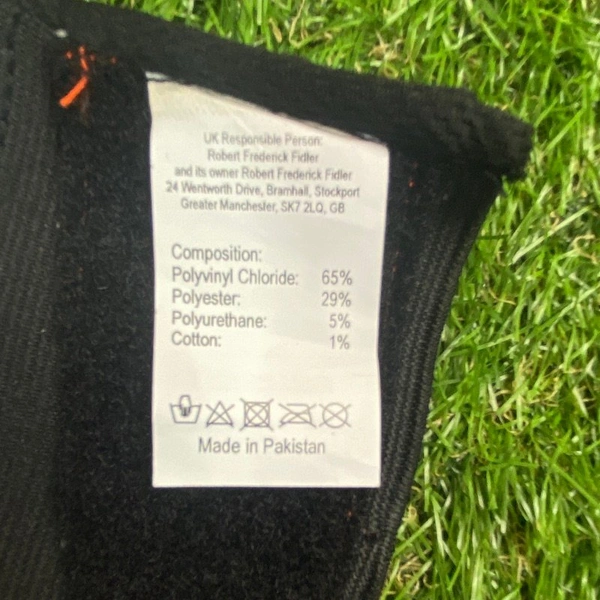 UK Responsible Person:
Robert Frederick Fidler
and its owner Robert Frederick Fidler
24 Wentworth Drive, Bramhall, Stockport
Greater Manchester, SK7 2LQ, GB
Composition:
Polyvinyl Chloride: 65%
Polyester: 29%
Polyurethane: 5%
Cotton: 1%
Made in Pakistan